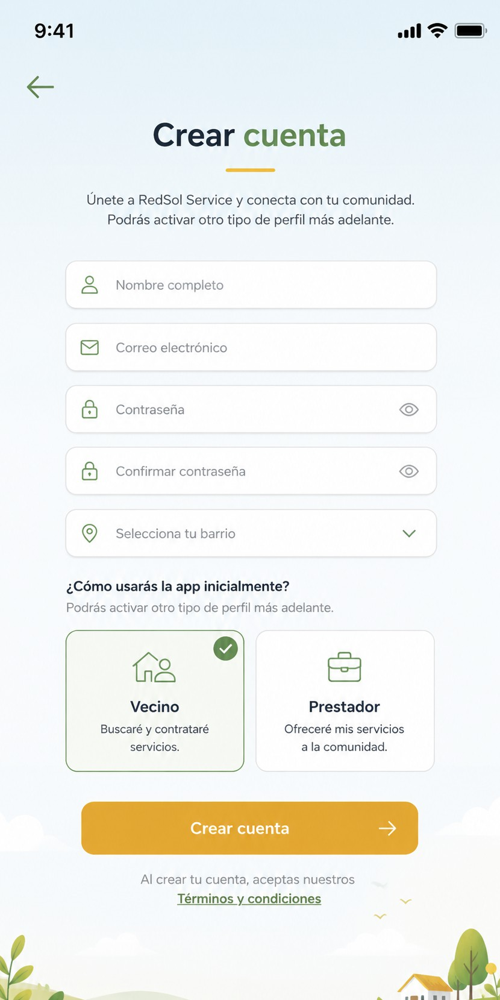 9:41
Crear cuenta
Únete a RedSol Service y conecta con tu comunidad.
Podrás activar otro tipo de perfil más adelante.
Nombre completo
Correo electrónico
Contraseña
Confirmar contraseña
Selecciona tu barrio
¿Cómo usarás la app inicialmente?
Podrás activar otro tipo de perfil más adelante.
Vecino
Buscaré y contrataré
servicios.
Prestador
Ofreceré mis servicios
a la comunidad.
Crear cuenta
Al crear tu cuenta, aceptas nuestros
Términos y condiciones